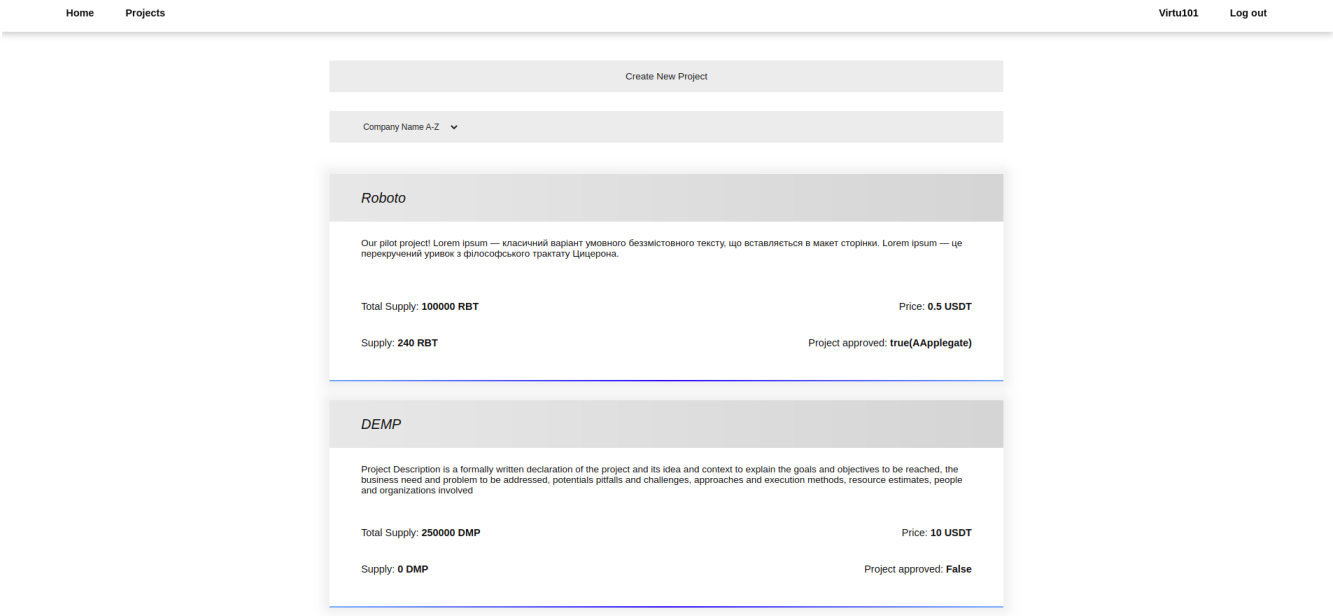 Home Projects Virtu101 Log out
Create New Project
Company Name A-Z
Roboto
Our pilot project! Lorem ipsum — класичний варіант умовного беззмістовного тексту, що вставляється в макет сторінки. Lorem ipsum — це
перекручений уривок з філософського трактату Цицерона.
Total Supply: 100000 RBT Price: 0.5 USDT
Supply: 240 RBT Project approved: true(AApplegate)
DEMP
Project Description is a formally written declaration of the project and its idea and context to explain the goals and objectives to be reached, the
business need and problem to be addressed, potentials pitfalls and challenges, approaches and execution methods, resource estimates, people
and organizations involved
Total Supply: 250000 DMP Price: 10 USDT
Supply: 0 DMP Project approved: False